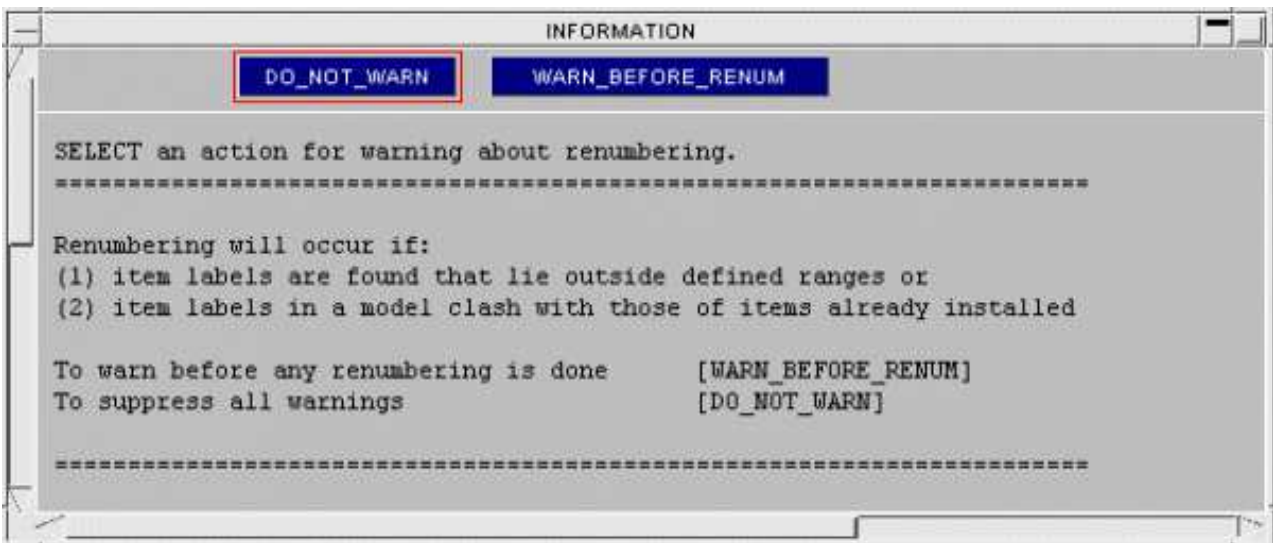 INFORMATION
DO_NOT_WARN WARN_BEFORE_RENUM
SELECT an action for warning about renumbering.
=======================================================================
Renumbering will occur if:
(1) item labels are found that lie outside defined ranges or
(2) item labels in a model clash with those of items already installed
To warn before any renumbering is done [WARN_BEFORE_RENUM]
To suppress all warnings [DO_NOT_WARN]
=======================================================================